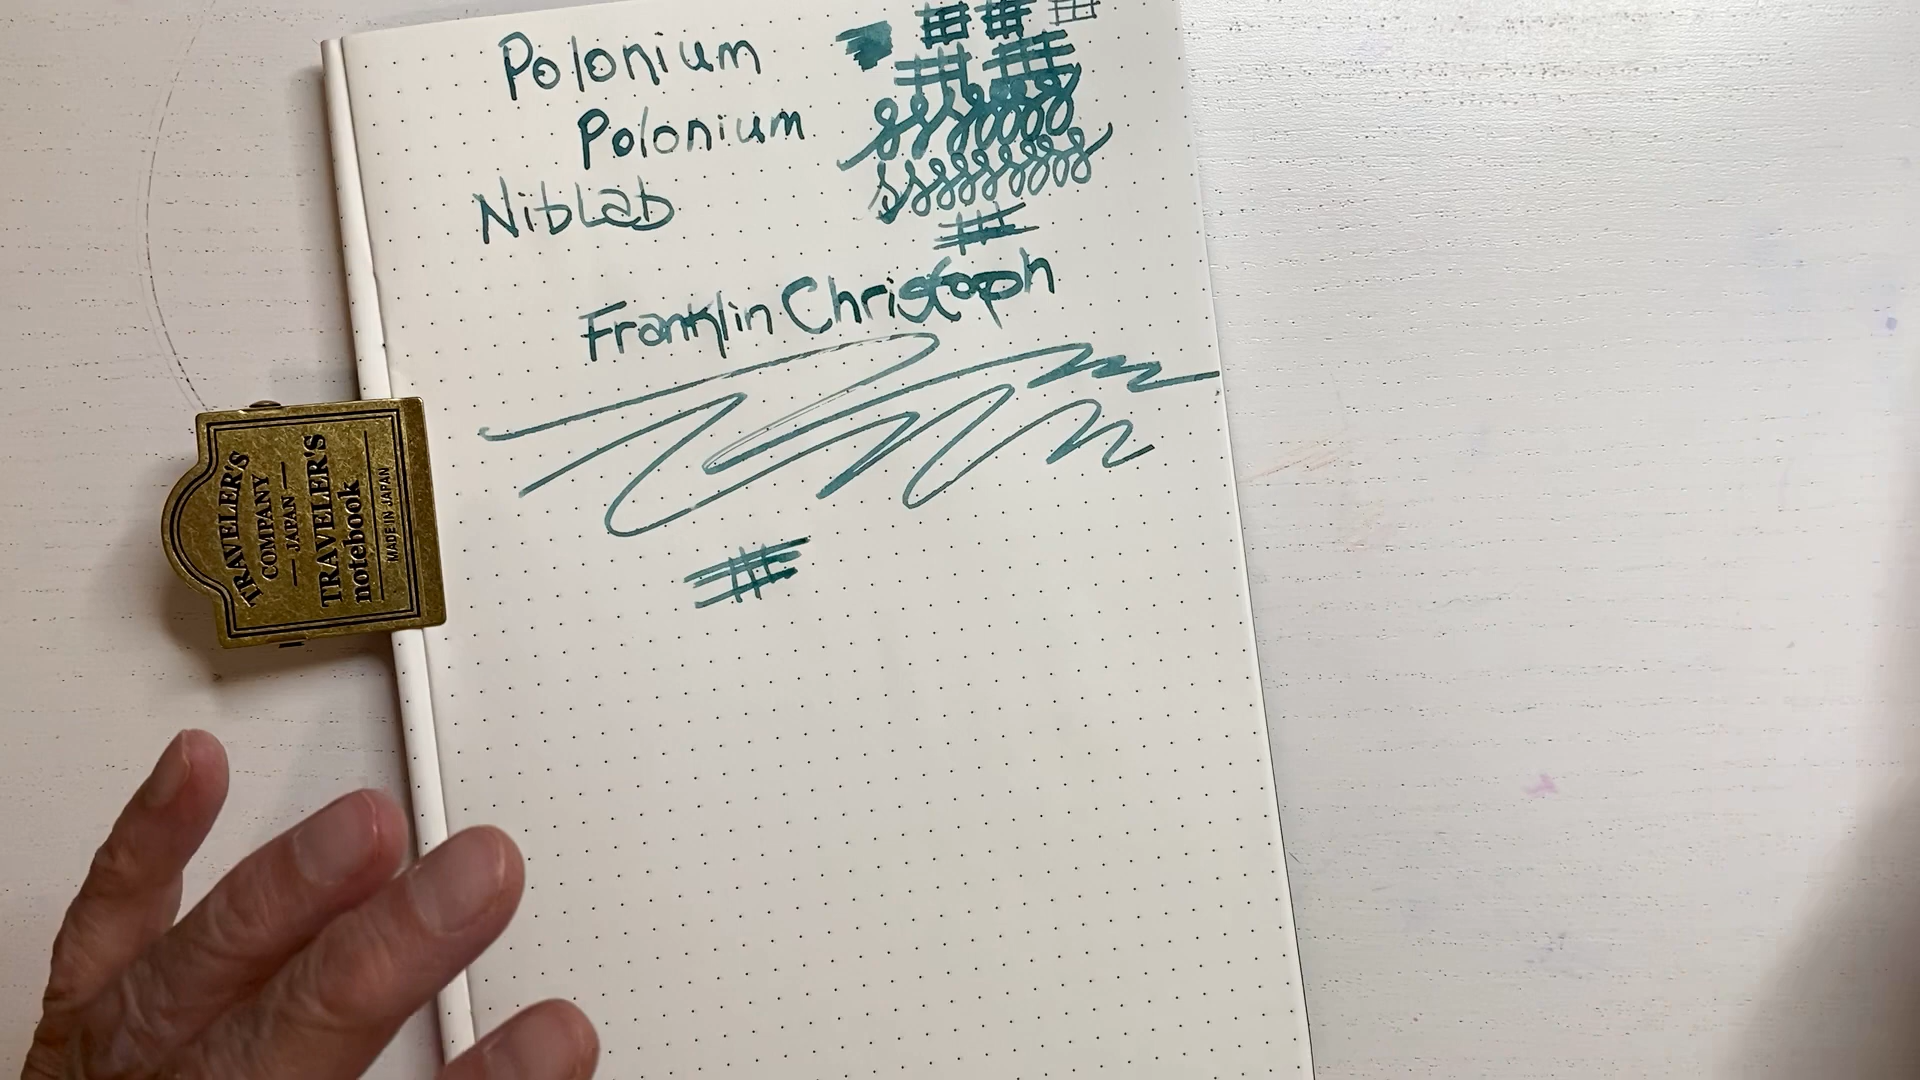 Polonium
Polonium
NibLab
Franklin Christoph
TRAVELER'S
COMPANY
JAPAN
TRAVELER'S
notebook
MADE IN JAPAN